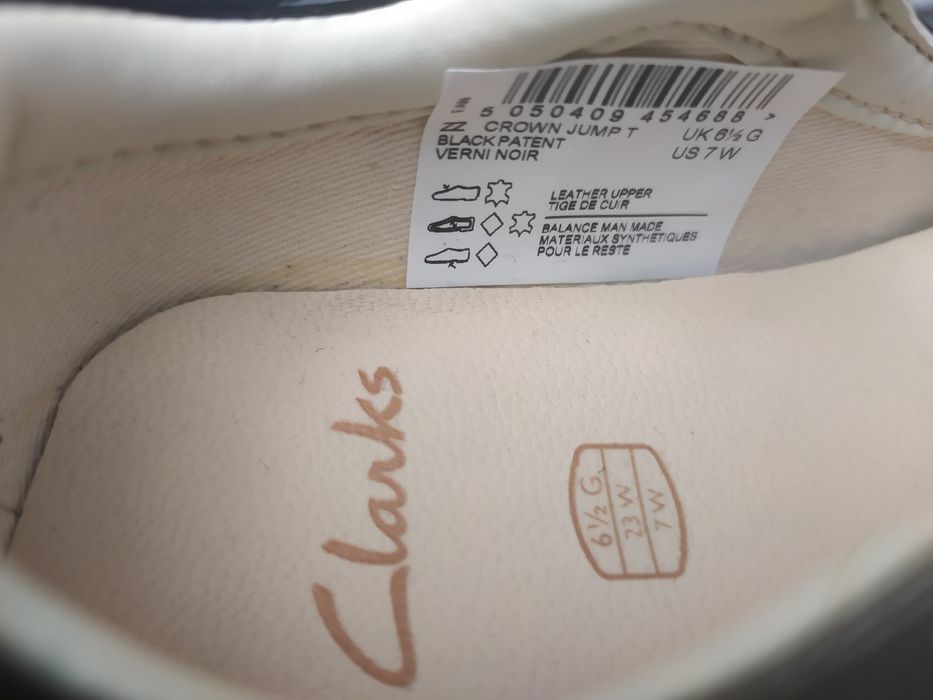 EAN
5 050409 454688 >
ZZ CROWN JUMP T UK 6½ G
BLACK PATENT US 7 W
VERNI NOIR
LEATHER UPPER
TIGE DE CUIR
BALANCE MAN MADE
MATERIAUX SYNTHETIQUES
POUR LE RESTE
Clarks
6½ G
23 W
7 W